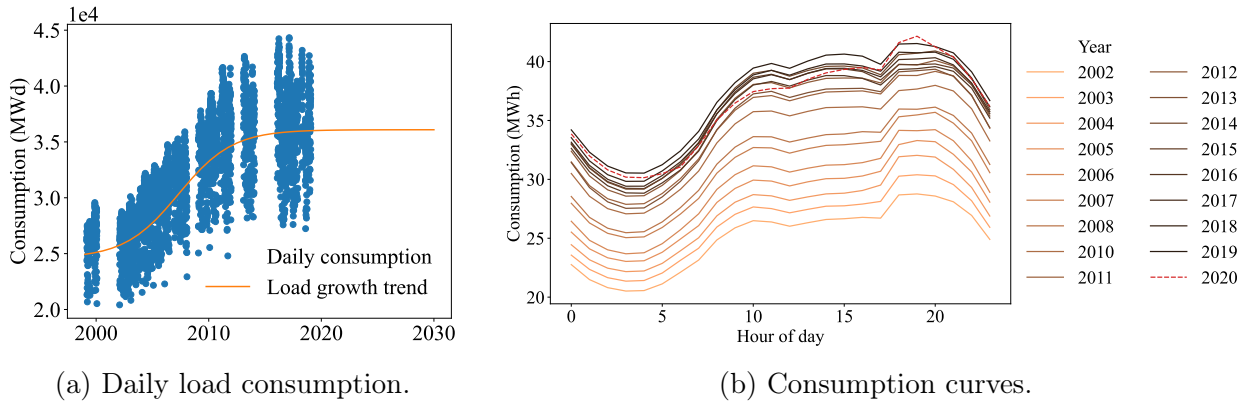 1e4
4.5
4.0
3.5
3.0
2.5
2.0
Consumption (MWd)
Daily consumption
Load growth trend
2000 2010 2020 2030
(a) Daily load consumption.
40
35
30
25
20
Consumption (MWh)
0 5 10 15 20
Hour of day
Year
2002
2003
2004
2005
2006
2007
2008
2010
2011
2012
2013
2014
2015
2016
2017
2018
2019
2020
(b) Consumption curves.